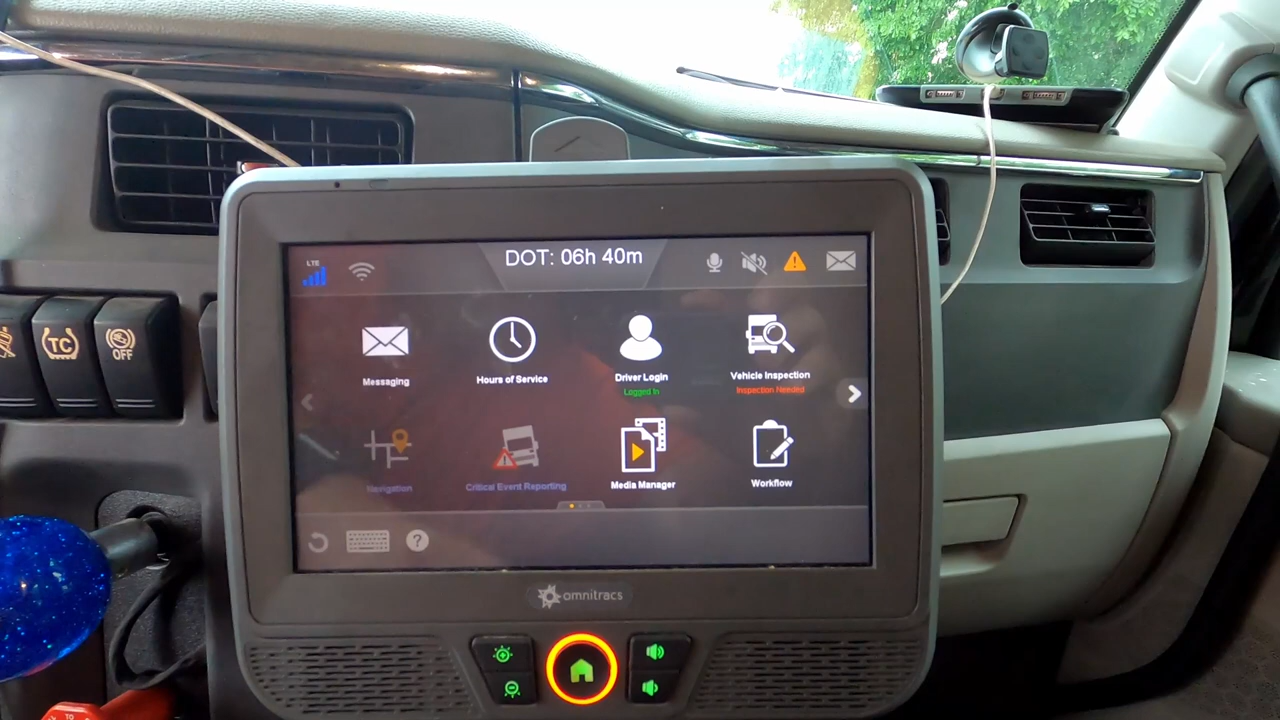 LTE
DOT: 06h 40m
Messaging
Hours of Service
Driver Login
Logged In
Vehicle Inspection
Inspection Needed
Navigation
Critical Event Reporting
Media Manager
Workflow
?
omnitracs
TC
OFF
TO